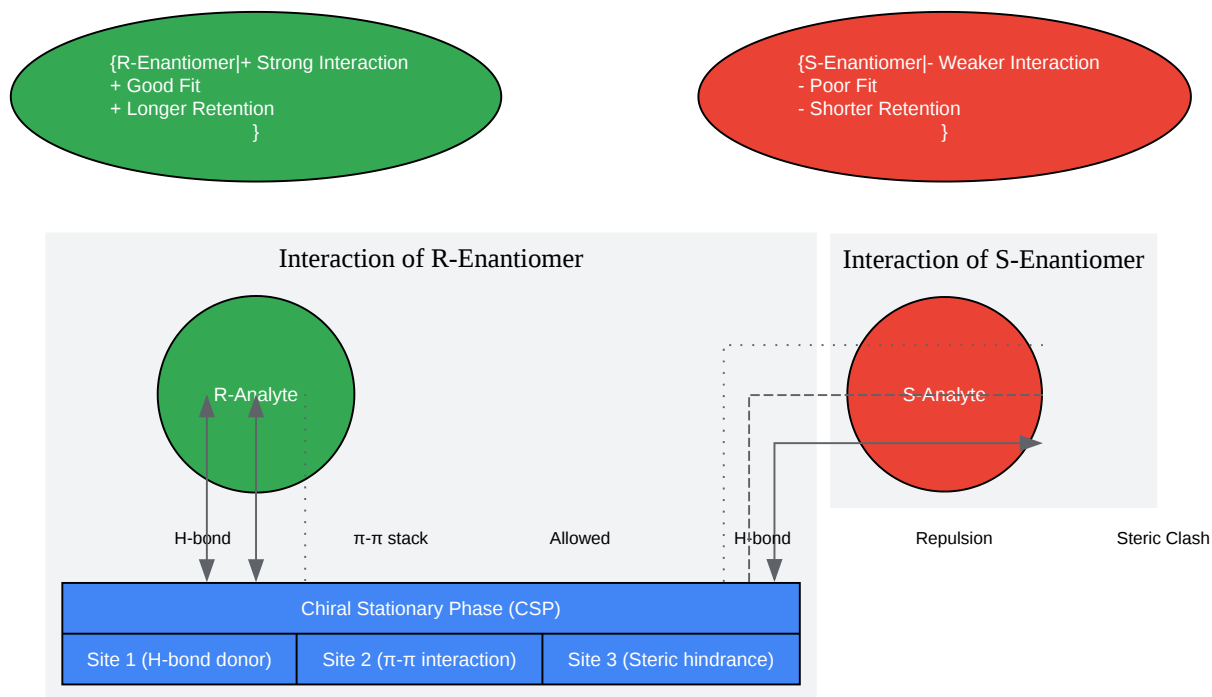 {R-Enantiomer|+ Strong Interaction
+ Good Fit
+ Longer Retention
}
{S-Enantiomer|- Weaker Interaction
- Poor Fit
- Shorter Retention
}
Interaction of R-Enantiomer
Interaction of S-Enantiomer
R-Analyte
S-Analyte
H-bond
π-π stack
Allowed
H-bond
Repulsion
Steric Clash
Chiral Stationary Phase (CSP)
Site 1 (H-bond donor)
Site 2 (π-π interaction)
Site 3 (Steric hindrance)